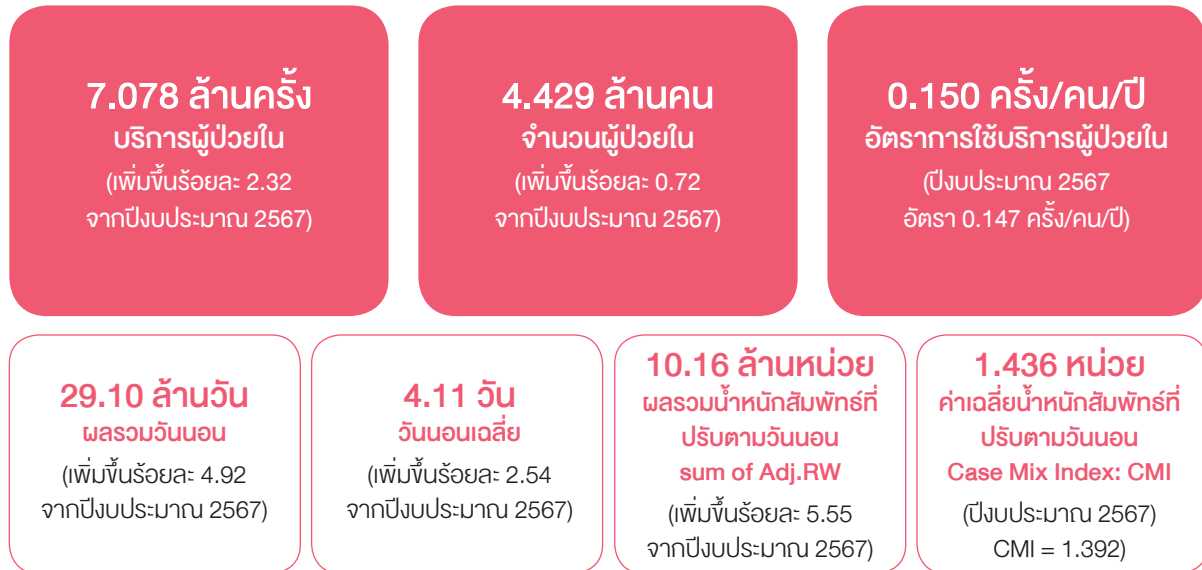 7.078 ล้านครั้ง
บริการผู้ป่วยใน
(เพิ่มขึ้นร้อยละ 2.32
จากปีงบประมาณ 2567)
4.429 ล้านคน
จำนวนผู้ป่วยใน
(เพิ่มขึ้นร้อยละ 0.72
จากปีงบประมาณ 2567)
0.150 ครั้ง/คน/ปี
อัตราการใช้บริการผู้ป่วยใน
(ปีงบประมาณ 2567
อัตรา 0.147 ครั้ง/คน/ปี)
29.10 ล้านวัน
ผลรวมวันนอน
(เพิ่มขึ้นร้อยละ 4.92
จากปีงบประมาณ 2567)
4.11 วัน
วันนอนเฉลี่ย
(เพิ่มขึ้นร้อยละ 2.54
จากปีงบประมาณ 2567)
10.16 ล้านหน่วย
ผลรวมน้ำหนักสัมพัทธ์ที่
ปรับตามวันนอน
sum of Adj.RW
(เพิ่มขึ้นร้อยละ 5.55
จากปีงบประมาณ 2567)
1.436 หน่วย
ค่าเฉลี่ยน้ำหนักสัมพัทธ์ที่
ปรับตามวันนอน
Case Mix Index: CMI
(ปีงบประมาณ 2567)
CMI = 1.392)